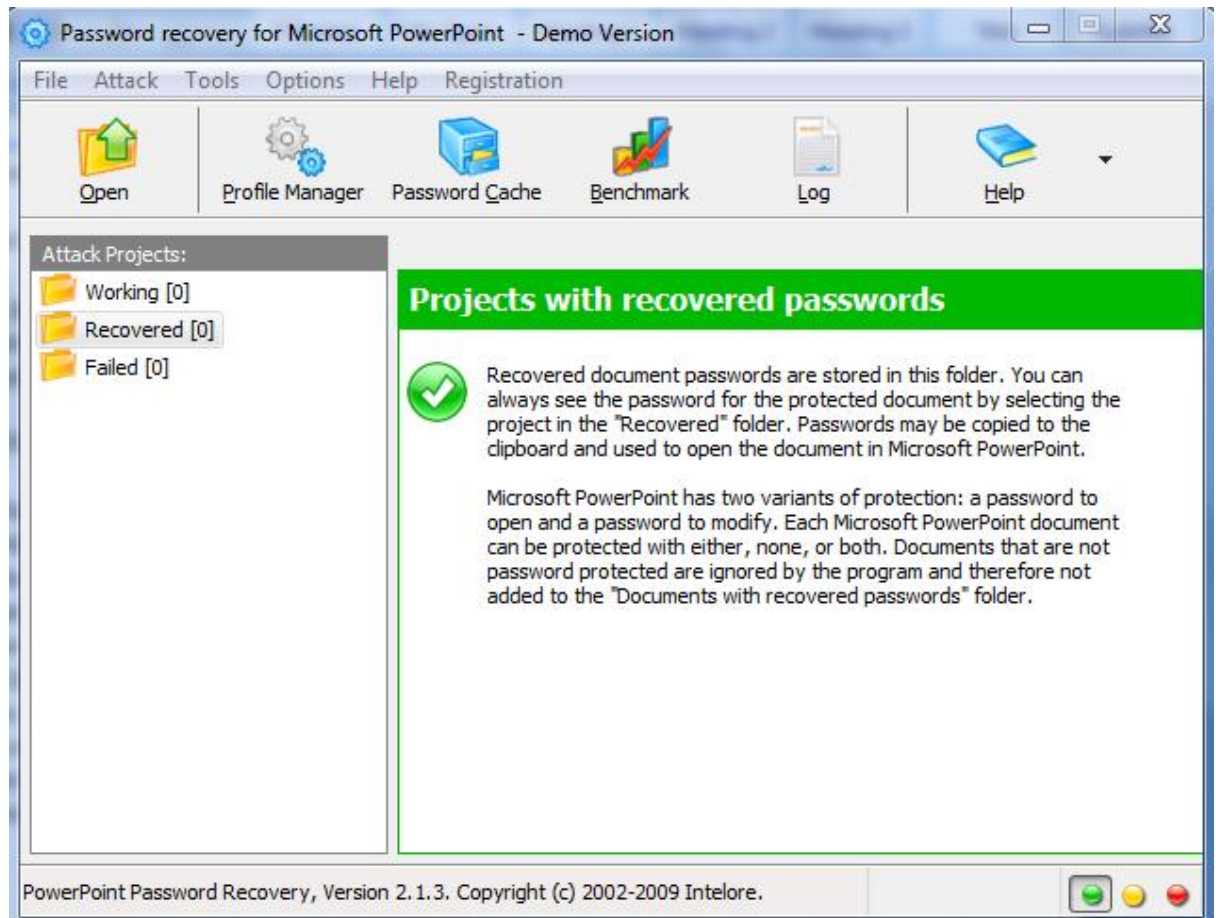 Password recovery for Microsoft PowerPoint - Demo Version
File Attack Tools Options Help Registration
Open Profile Manager Password Cache Benchmark Log Help
Attack Projects:
Working [0]
Recovered [0]
Failed [0]
Projects with recovered passwords
Recovered document passwords are stored in this folder. You can
always see the password for the protected document by selecting the
project in the "Recovered" folder. Passwords may be copied to the
clipboard and used to open the document in Microsoft PowerPoint.
Microsoft PowerPoint has two variants of protection: a password to
open and a password to modify. Each Microsoft PowerPoint document
can be protected with either, none, or both. Documents that are not
password protected are ignored by the program and therefore not
added to the "Documents with recovered passwords" folder.
PowerPoint Password Recovery, Version 2.1.3. Copyright (c) 2002-2009 Intelore.